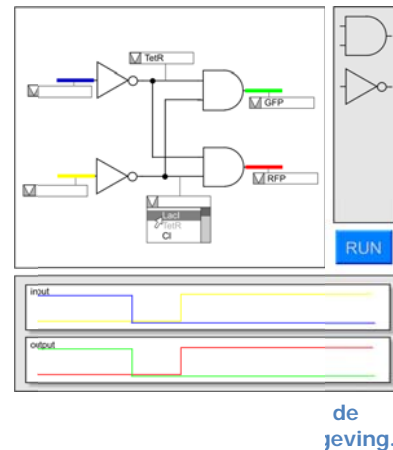 TetR
GFP
RFP
LacI
TetR
CI
RUN
input
output
de
geving.